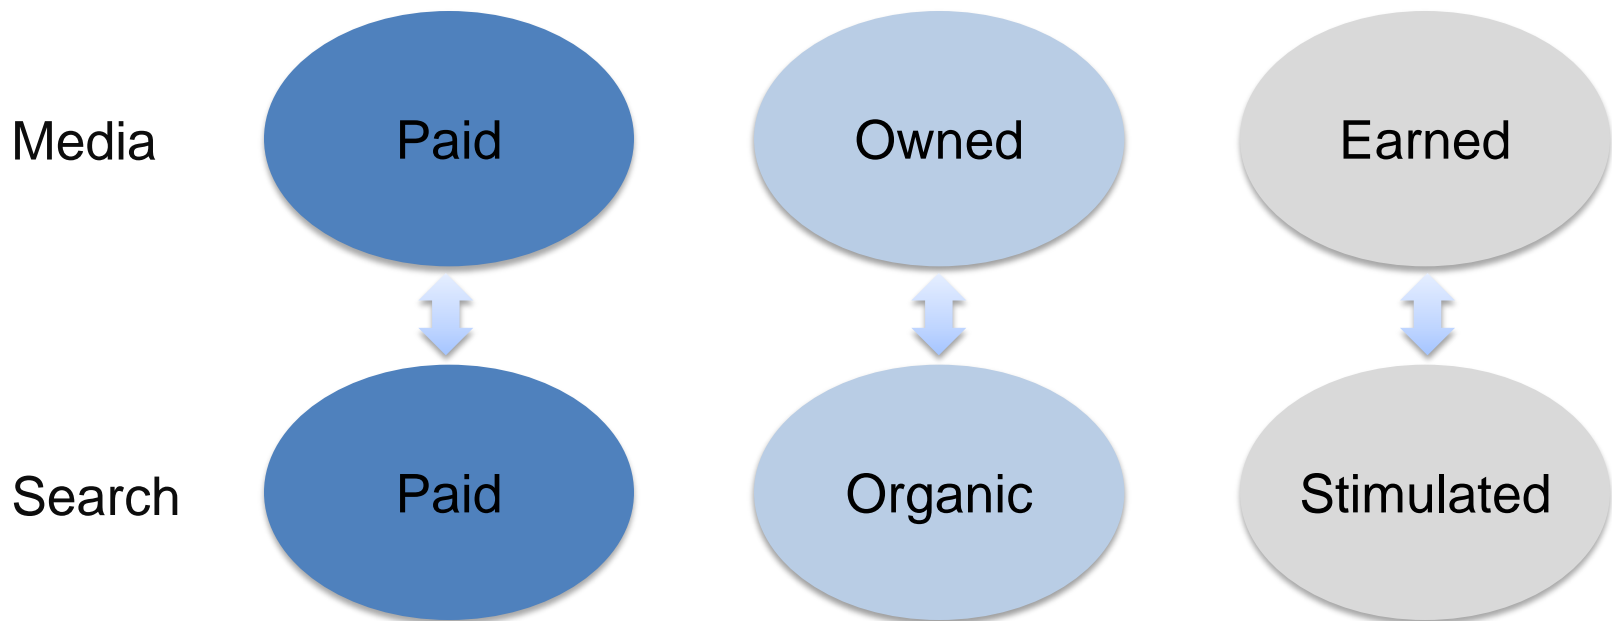 Media
Paid
Owned
Earned
Search
Paid
Organic
Stimulated